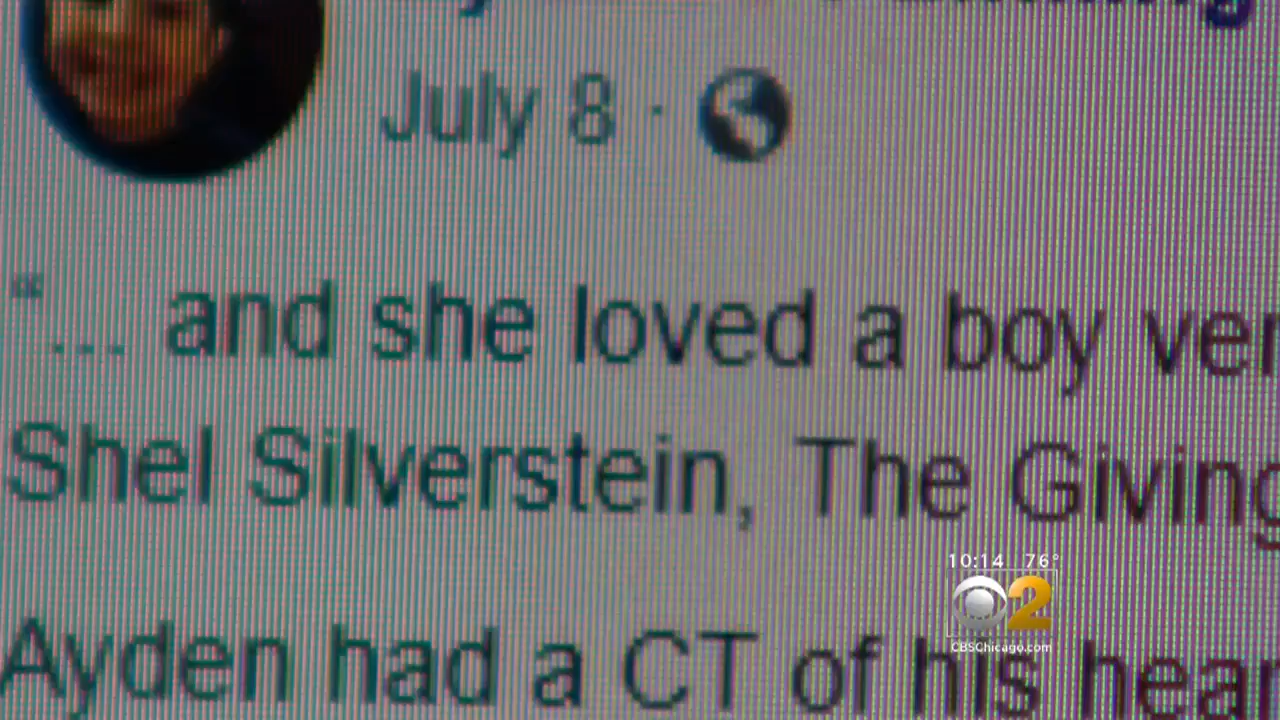 July 8 ·
“... and she loved a boy ver
Shel Silverstein, The Giving
10:14 76°
2
CBSChicago.com
Ayden had a CT of his hear